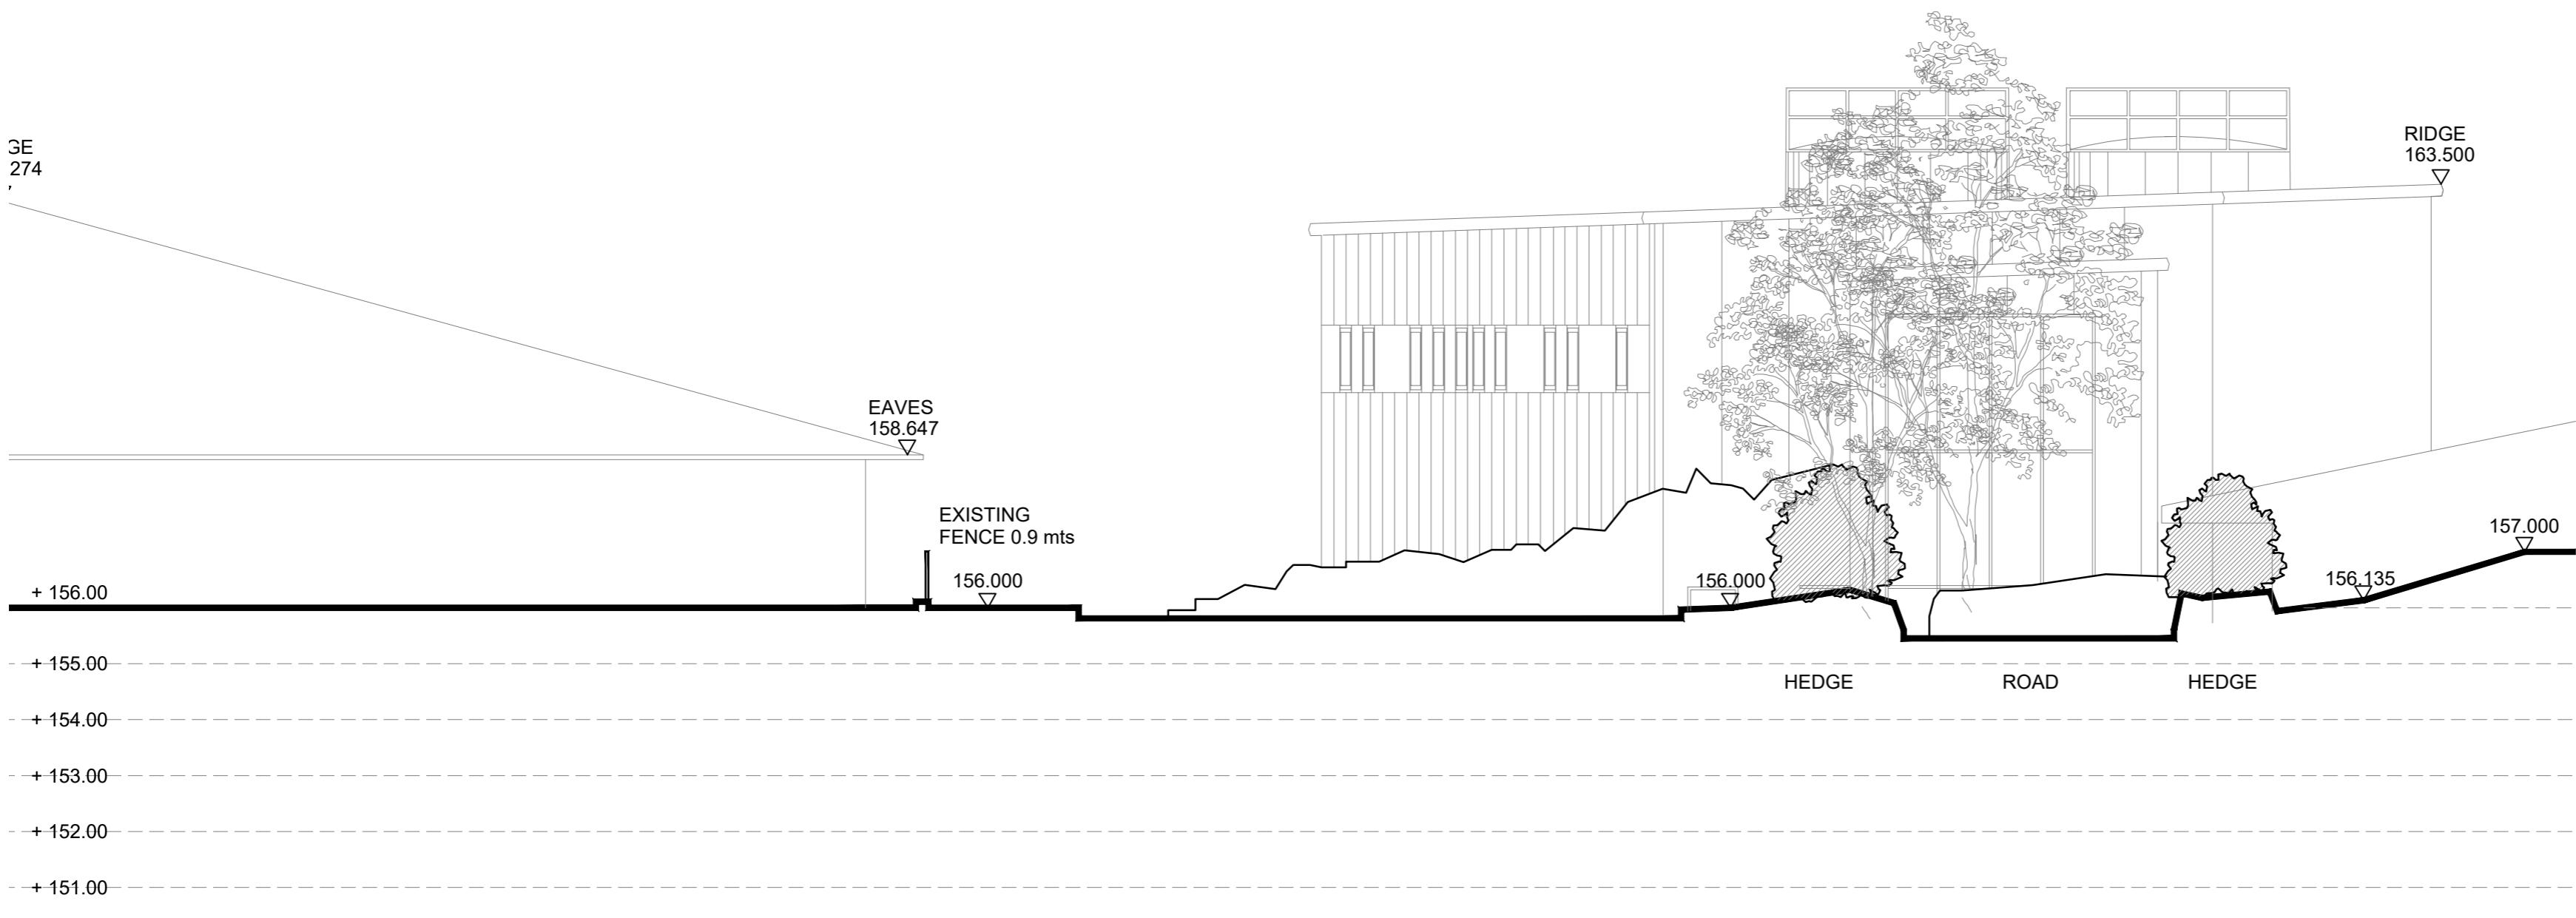 GE
274
RIDGE
163.500
EAVES
158.647
EXISTING
FENCE 0.9 mts
156.000
156.000
156.135
157.000
+ 156.00
+ 155.00
HEDGE
ROAD
HEDGE
+ 154.00
+ 153.00
+ 152.00
+ 151.00